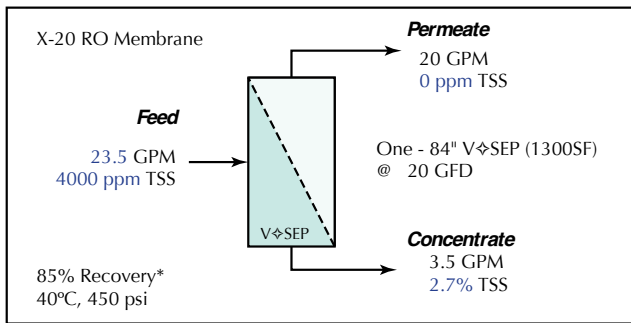 X-20 RO Membrane
Permeate
20 GPM
0 ppm TSS
Feed
23.5 GPM
4000 ppm TSS
One - 84" V✧SEP (1300SF)
@ 20 GFD
V✧SEP
Concentrate
3.5 GPM
2.7% TSS
85% Recovery*
40ºC, 450 psi